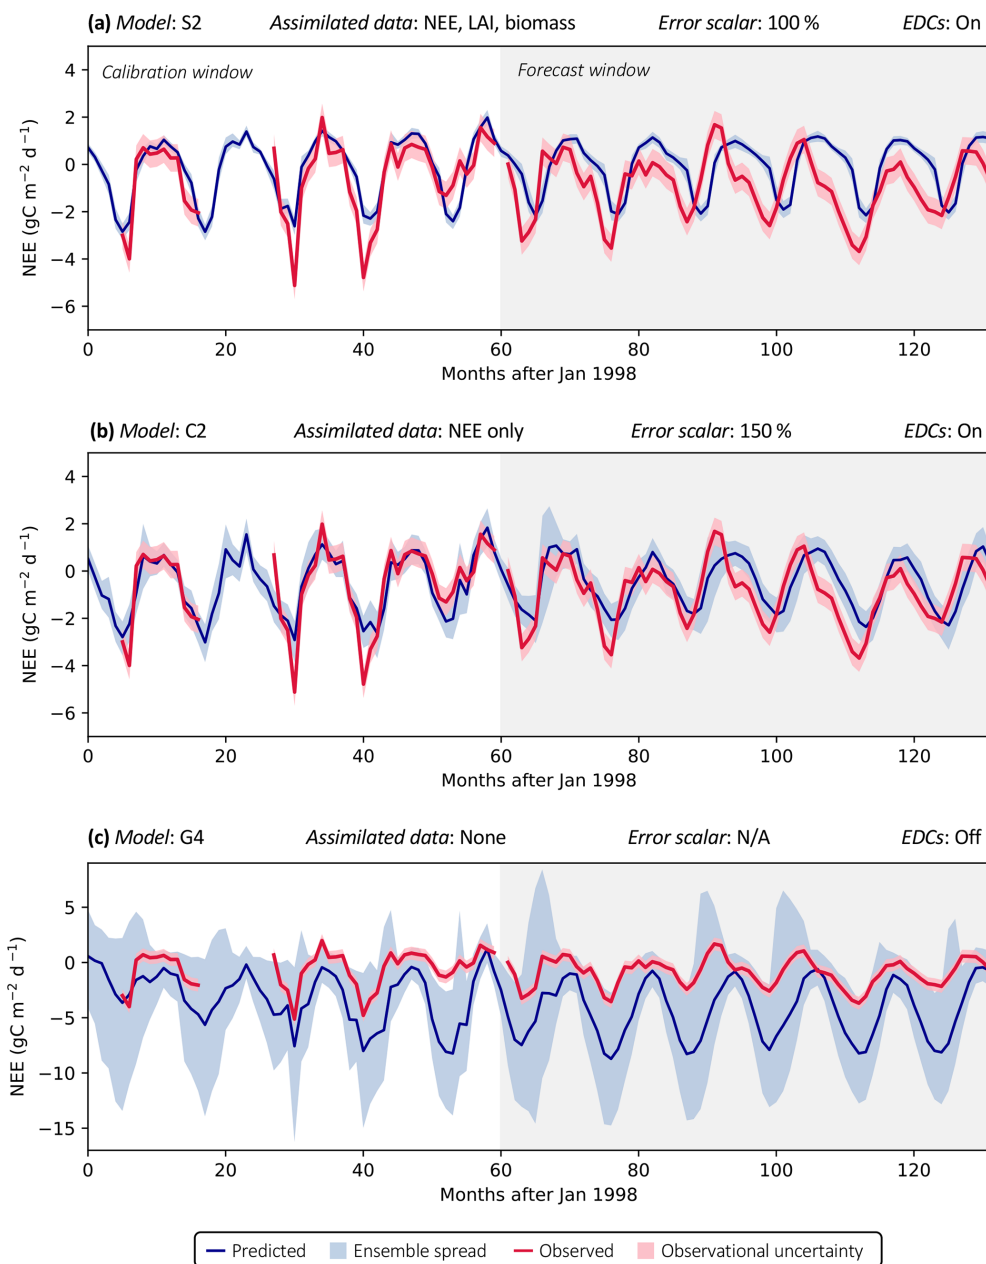 (a) Model: S2 Assimilated data: NEE, LAI, biomass Error scalar: 100 % EDCs: On
Calibration window Forecast window
4
2
0
−2
−4
−6
NEE (gC m−2 d−1)
0 20 40 60 80 100 120
Months after Jan 1998
(b) Model: C2 Assimilated data: NEE only Error scalar: 150 % EDCs: On
4
2
0
−2
−4
−6
NEE (gC m−2 d−1)
0 20 40 60 80 100 120
Months after Jan 1998
(c) Model: G4 Assimilated data: None Error scalar: N/A EDCs: Off
5
0
−5
−10
−15
NEE (gC m−2 d−1)
0 20 40 60 80 100 120
Months after Jan 1998
Predicted Ensemble spread Observed Observational uncertainty